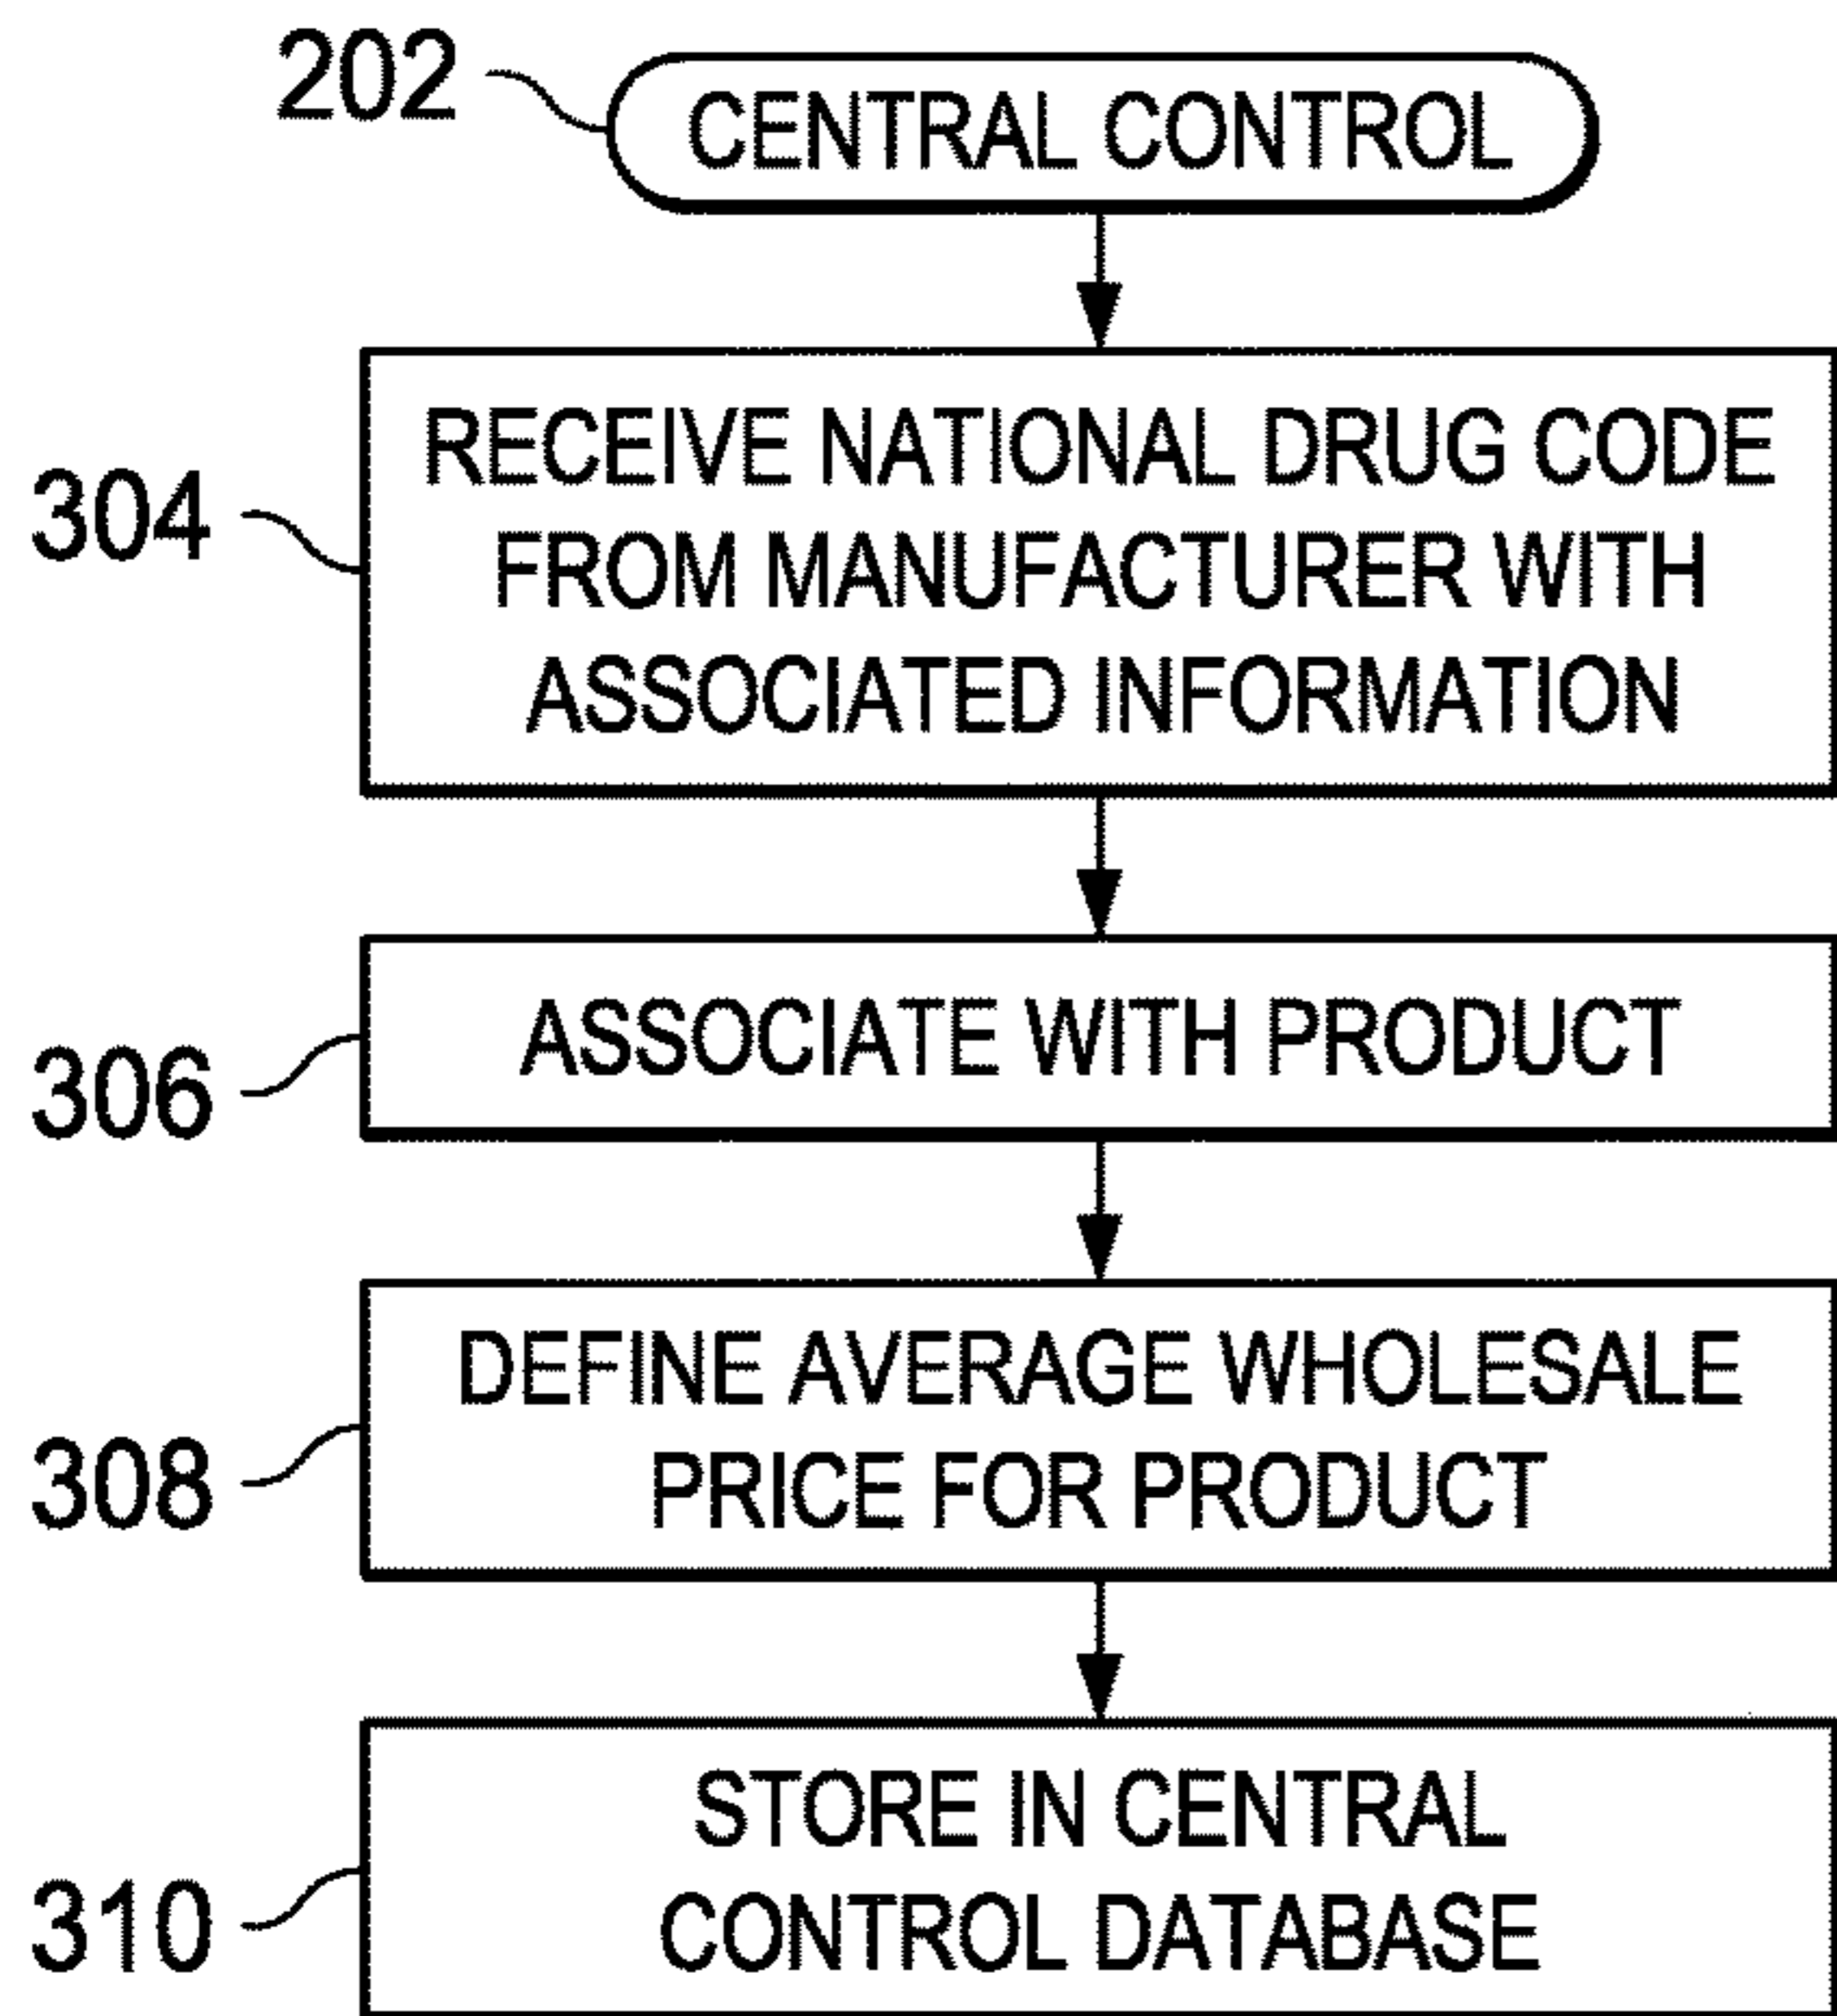 202
CENTRAL CONTROL
304
RECEIVE NATIONAL DRUG CODE
FROM MANUFACTURER WITH
ASSOCIATED INFORMATION
306
ASSOCIATE WITH PRODUCT
308
DEFINE AVERAGE WHOLESALE
PRICE FOR PRODUCT
310
STORE IN CENTRAL
CONTROL DATABASE